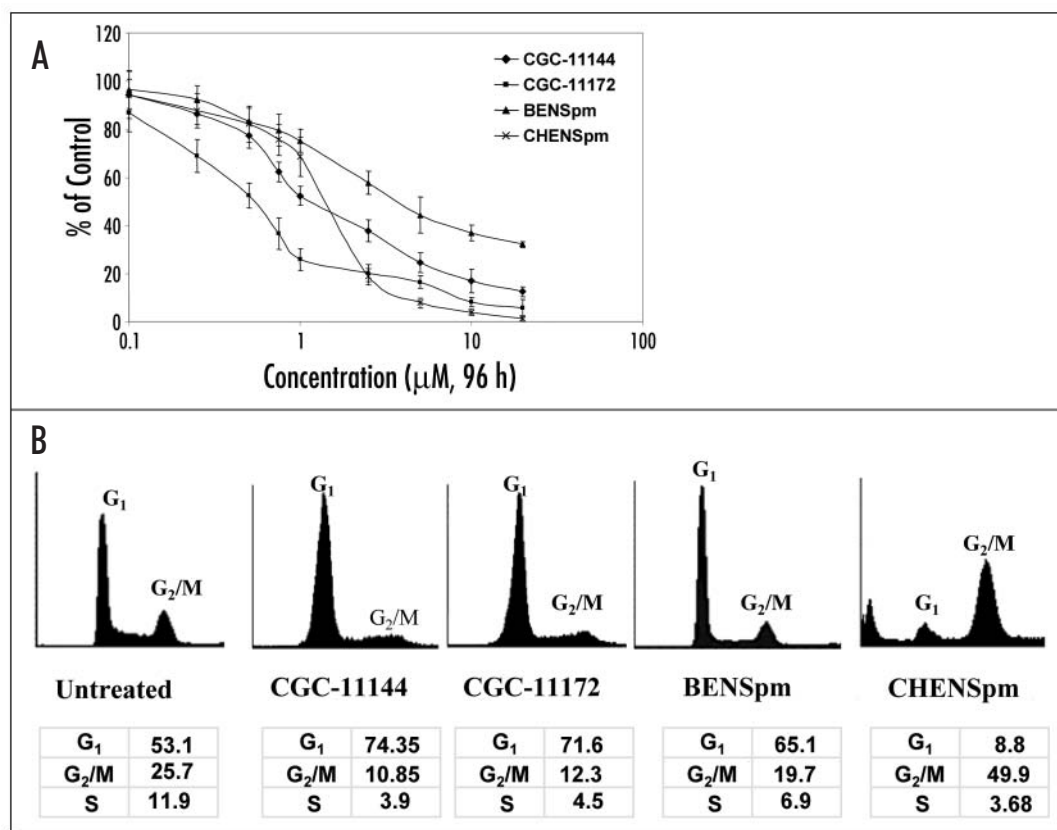 A
CGC-11144
CGC-11172
BENSpm
CHENSpm
% of Control
120
100
80
60
40
20
0
0.1 1 10 100
Concentration (μM, 96 h)
B
G₁ G₂/M
G₁ G₂/M
G₁ G₂/M
G₁ G₂/M
G₁ G₂/M
Untreated CGC-11144 CGC-11172 BENSpm CHENSpm
G₁ 53.1 G₁ 74.35 G₁ 71.6 G₁ 65.1 G₁ 8.8
G₂/M 25.7 G₂/M 10.85 G₂/M 12.3 G₂/M 19.7 G₂/M 49.9
S 11.9 S 3.9 S 4.5 S 6.9 S 3.68